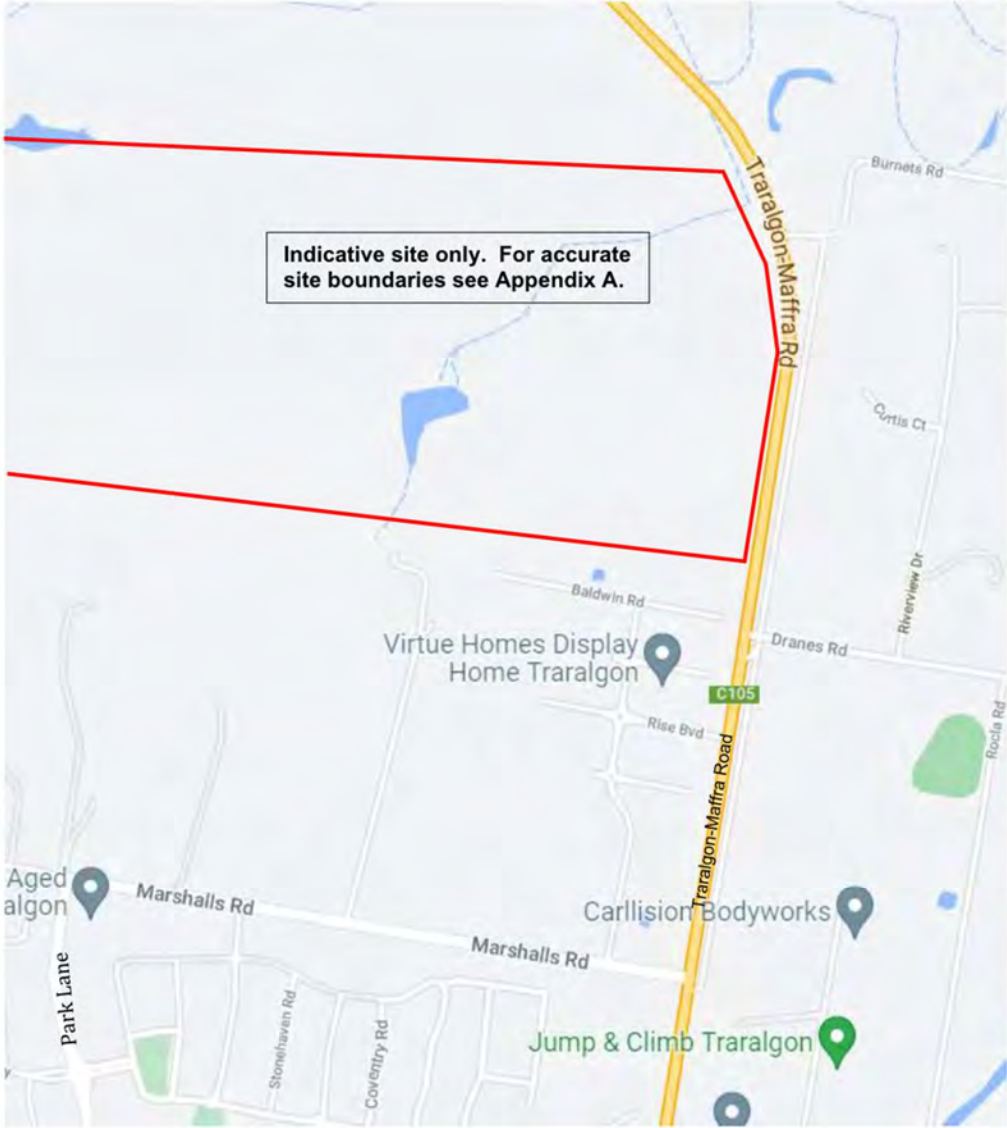 Burnets Rd
Traralgon-Maffra Rd
Indicative site only. For accurate
site boundaries see Appendix A.
Curtis Ct
Riverview Dr
Baldwin Rd
Dranes Rd
Virtue Homes Display
Home Traralgon
C105
Rise Bvd
Rocla Rd
Traralgon-Maffra Road
Aged
algon
Marshalls Rd
Carllision Bodyworks
Marshalls Rd
Park Lane
Stonehaven Rd
Coventry Rd
Jump & Climb Traralgon
y